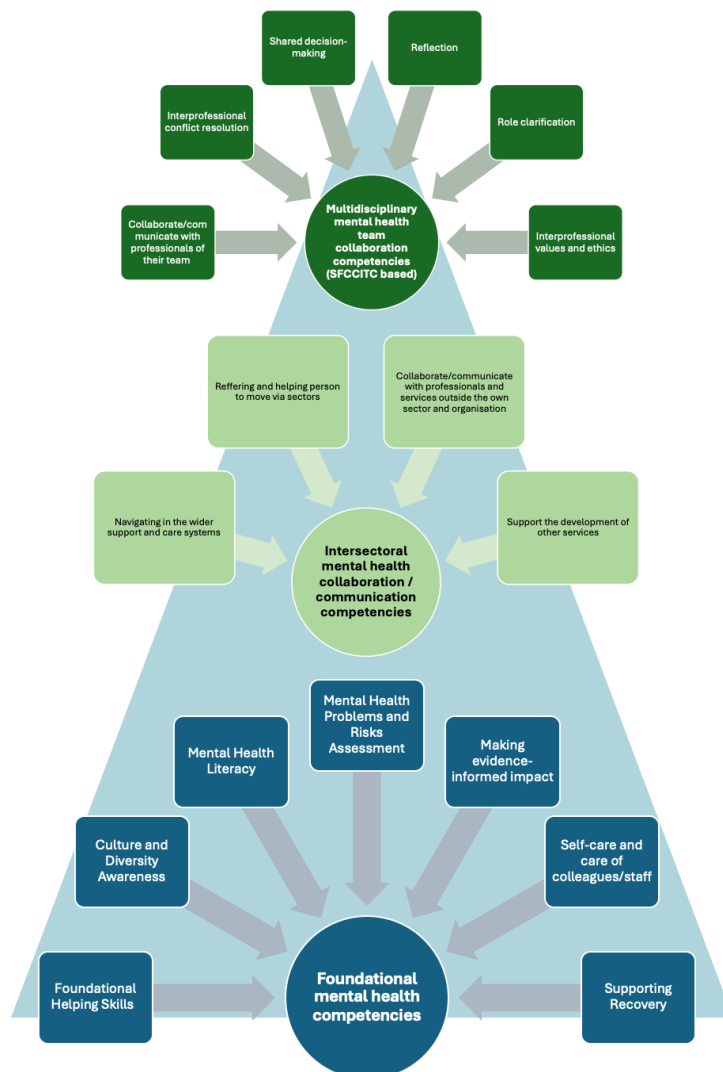 Shared decision-
making
Reflection
Interprofessional
conflict resolution
Role clarification
Collaborate/com
municate with
professionals of
their team
Multidisciplinary
mental health
team
collaboration
competencies
(SFCCITC based)
Interprofessional
values and ethics
Reffering and helping person
to move via sectors
Collaborate/communicate
with professionals and
services outside the own
sector and organisation
Navigating in the wider
support and care systems
Intersectoral
mental health
collaboration /
communication
competencies
Support the development of
other services
Mental Health
Problems and
Risks
Assessment
Mental Health
Literacy
Making
evidence-
informed impact
Culture and
Diversity
Awareness
Self-care and
care of
colleagues/staff
Foundational
Helping Skills
Foundational
mental health
competencies
Supporting
Recovery